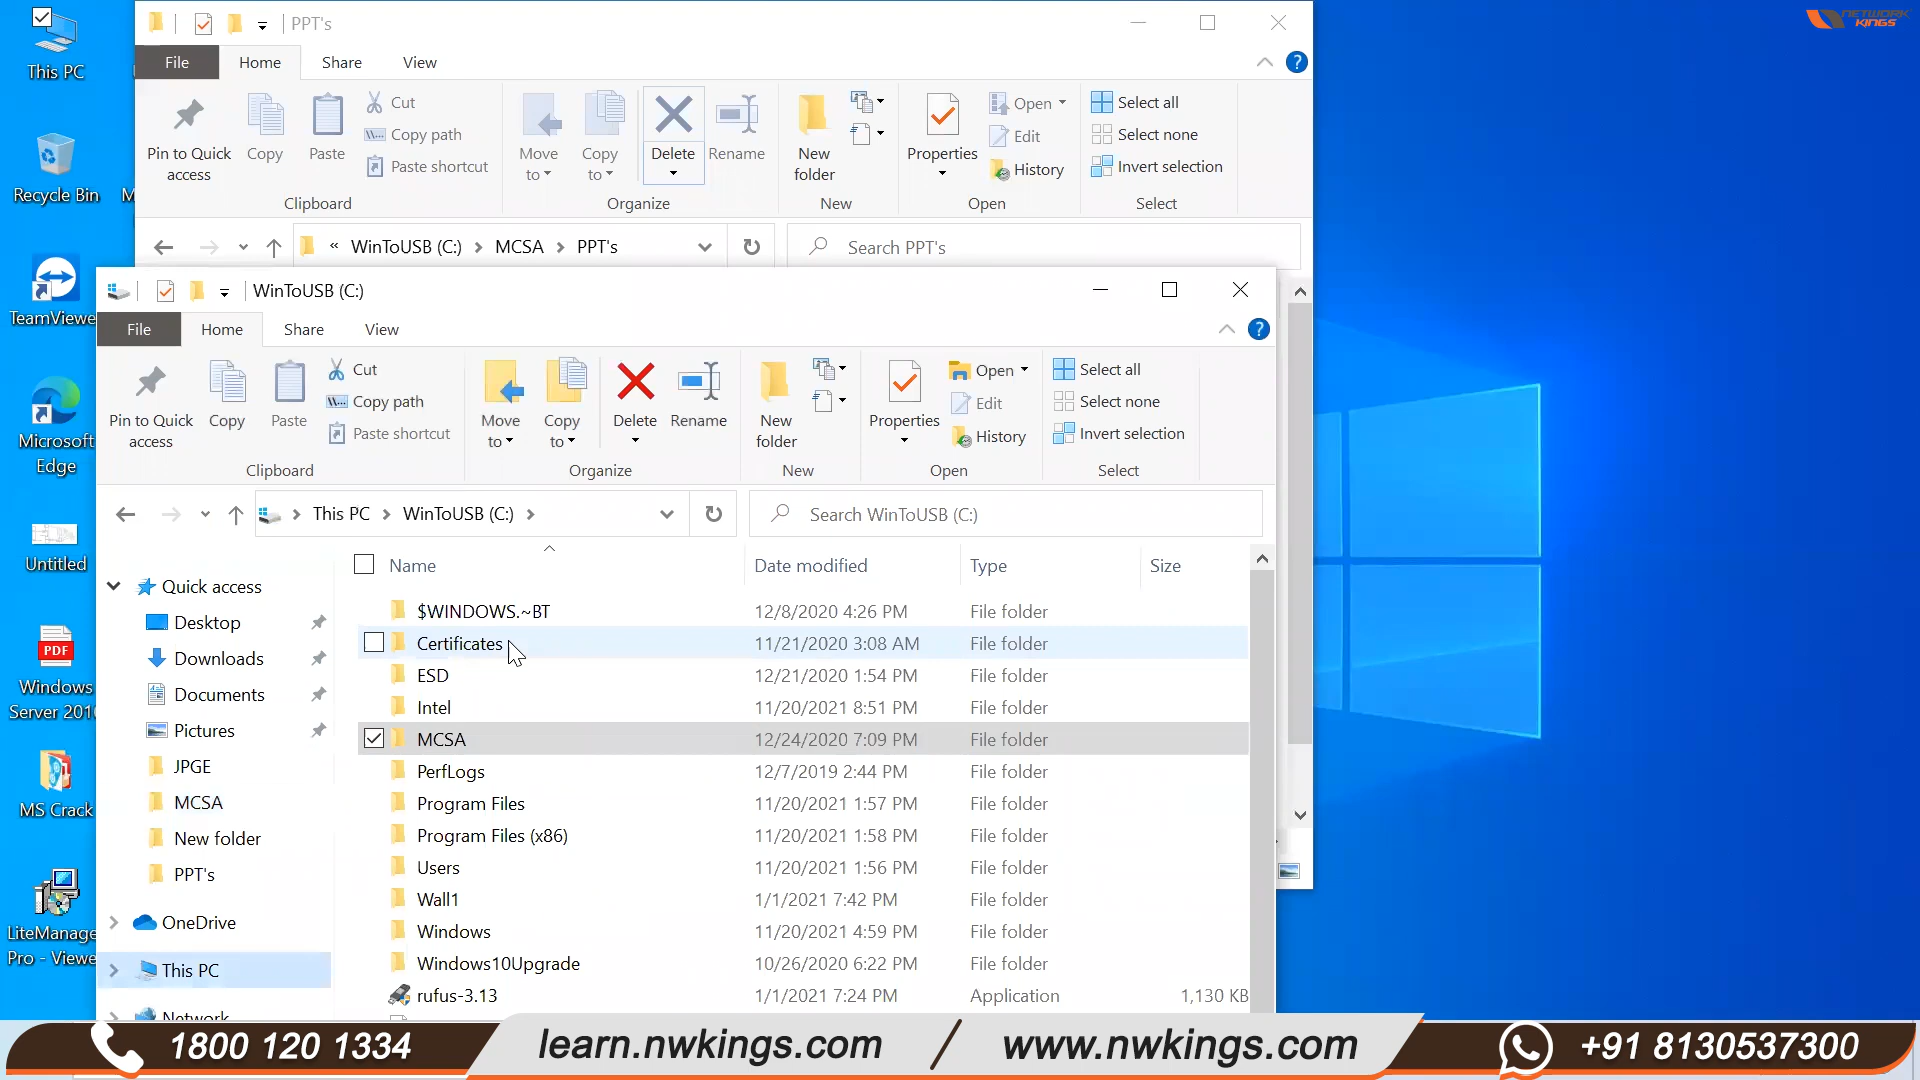 This PC
Recycle Bin
M
TeamViewe
Microsoft
Edge
Untitled
PDF
Windows
Server 201
MS Crack
LiteManage
Pro - Viewe
NETWORK
KINGS
PPT's
File Home Share View
Pin to Quick
access
Copy
Paste
Cut
Copy path
Paste shortcut
Move
to
Copy
to
Delete
Rename
New
folder
Properties
Open
Edit
History
Select all
Select none
Invert selection
Clipboard Organize New Open Select
« WinToUSB (C:) > MCSA > PPT's
Search PPT's
WinToUSB (C:)
File Home Share View
Pin to Quick
access
Copy
Paste
Cut
Copy path
Paste shortcut
Move
to
Copy
to
Delete
Rename
New
folder
Properties
Open
Edit
History
Select all
Select none
Invert selection
Clipboard Organize New Open Select
> This PC > WinToUSB (C:) >
Search WinToUSB (C:)
Quick access
Desktop
Downloads
Documents
Pictures
JPGE
MCSA
New folder
PPT's
OneDrive
This PC
Network
Name Date modified Type Size
$WINDOWS.~BT 12/8/2020 4:26 PM File folder
Certificates 11/21/2020 3:08 AM File folder
ESD 12/21/2020 1:54 PM File folder
Intel 11/20/2021 8:51 PM File folder
MCSA 12/24/2020 7:09 PM File folder
PerfLogs 12/7/2019 2:44 PM File folder
Program Files 11/20/2021 1:57 PM File folder
Program Files (x86) 11/20/2021 1:58 PM File folder
Users 11/20/2021 1:56 PM File folder
Wall1 1/1/2021 7:42 PM File folder
Windows 11/20/2021 4:59 PM File folder
Windows10Upgrade 10/26/2020 6:22 PM File folder
rufus-3.13 1/1/2021 7:24 PM Application 1,130 KB
1800 120 1334 learn.nwkings.com / www.nwkings.com +91 8130537300